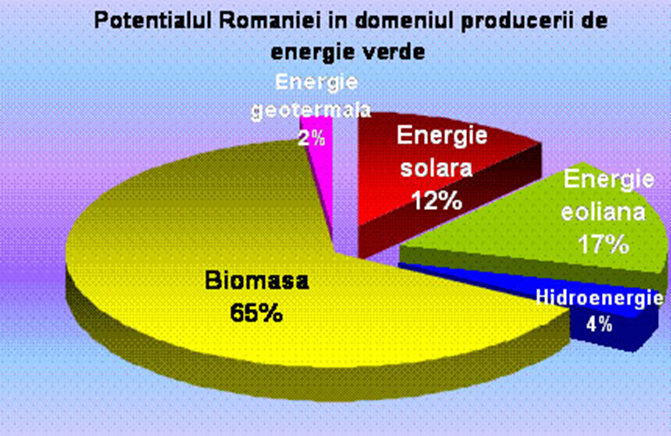 Potentialul Romaniei in domeniul producerii de
energie verde
Energie
geotermala
2%
Energie
solara
12%
Energie
eoliana
17%
Hidroenergie
4%
Biomasa
65%